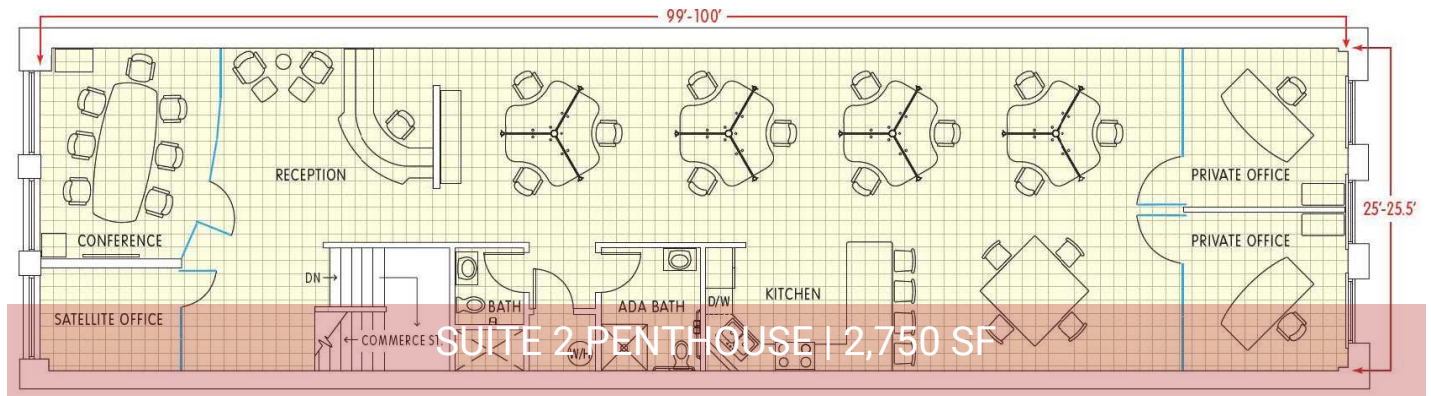 99'-100'
RECEPTION
PRIVATE OFFICE
25'-25.5'
CONFERENCE
PRIVATE OFFICE
DN
KITCHEN
BATH
ADA BATH
D/W
SATELLITE OFFICE
COMMERCE ST.
SUITE 2 PENTHOUSE | 2,750 SF
W/H